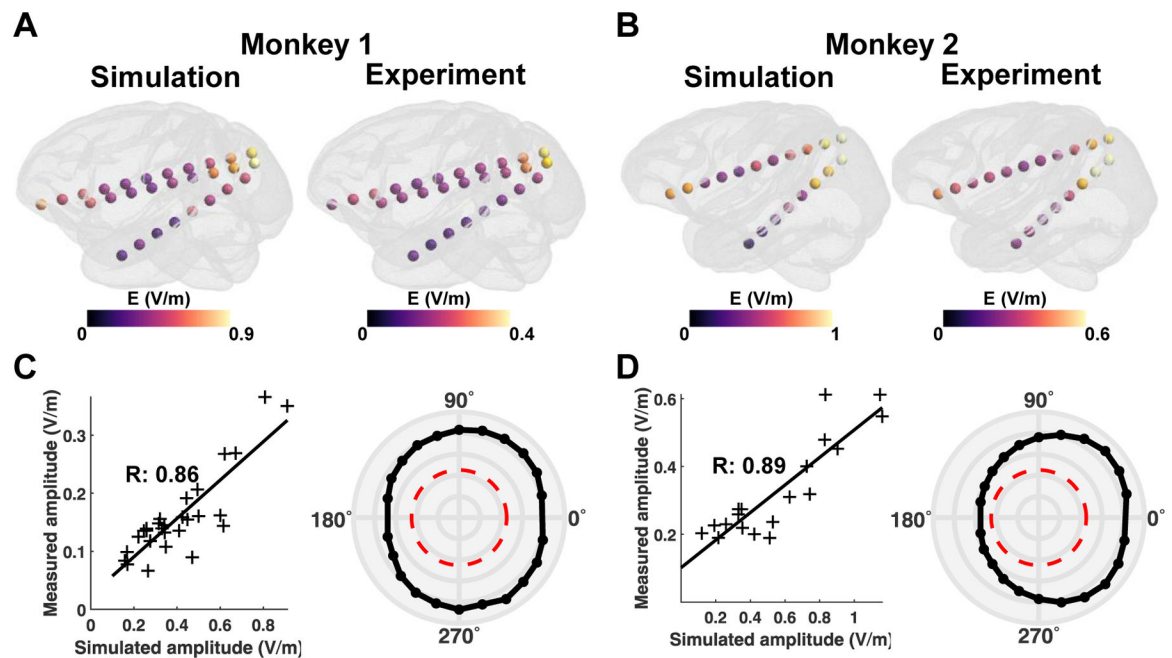 A
Monkey 1
Simulation
Experiment
E (V/m)
0
0.9
E (V/m)
0
0.4
B
Monkey 2
Simulation
Experiment
E (V/m)
0
1
E (V/m)
0
0.6
C
Measured amplitude (V/m)
0.3
0.2
0.1
0
R: 0.86
0
0.2
0.4
0.6
0.8
Simulated amplitude (V/m)
90°
180°
0°
270°
D
Measured amplitude (V/m)
0.6
0.4
0.2
R: 0.89
0
0.2
0.4
0.6
0.8
1
Simulated amplitude (V/m)
90°
180°
0°
270°